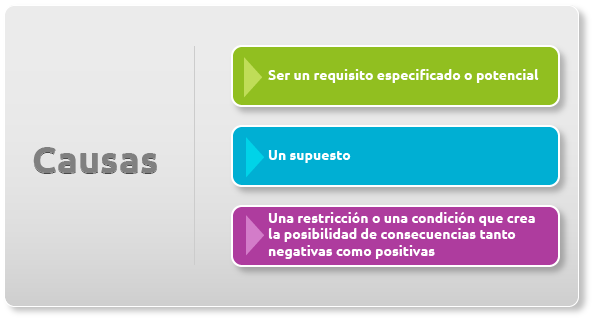 Causas
Ser un requisito especificado o potencial
Un supuesto
Una restricción o una condición que crea
la posibilidad de consecuencias tanto
negativas como positivas